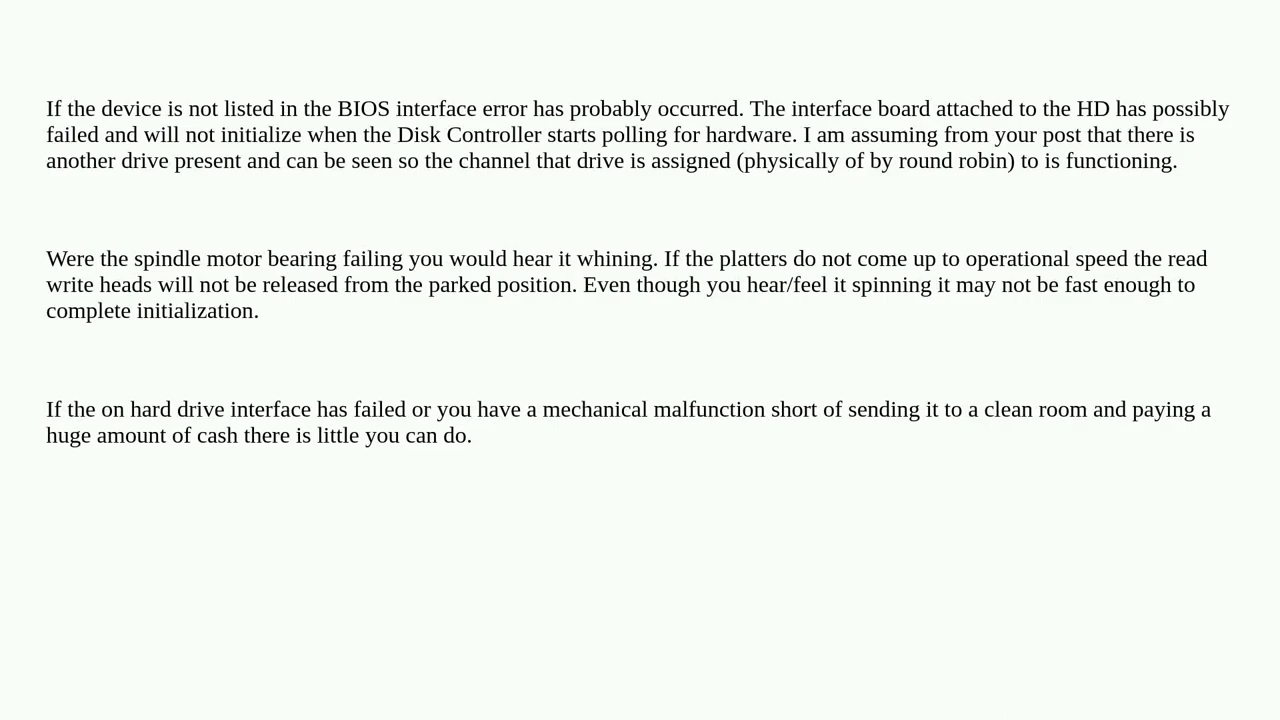 If the device is not listed in the BIOS interface error has probably occurred. The interface board attached to the HD has possibly
failed and will not initialize when the Disk Controller starts polling for hardware. I am assuming from your post that there is
another drive present and can be seen so the channel that drive is assigned (physically of by round robin) to is functioning.
Were the spindle motor bearing failing you would hear it whining. If the platters do not come up to operational speed the read
write heads will not be released from the parked position. Even though you hear/feel it spinning it may not be fast enough to
complete initialization.
If the on hard drive interface has failed or you have a mechanical malfunction short of sending it to a clean room and paying a
huge amount of cash there is little you can do.